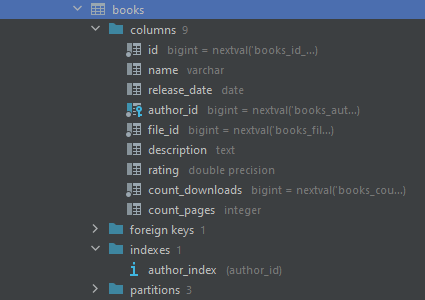 books
columns 9
id bigint = nextval('books_id_...)
name varchar
release_date date
author_id bigint = nextval('books_aut...)
file_id bigint = nextval('books_fil...)
description text
rating double precision
count_downloads bigint = nextval('books_cou...)
count_pages integer
foreign keys 1
indexes 1
author_index (author_id)
partitions 3